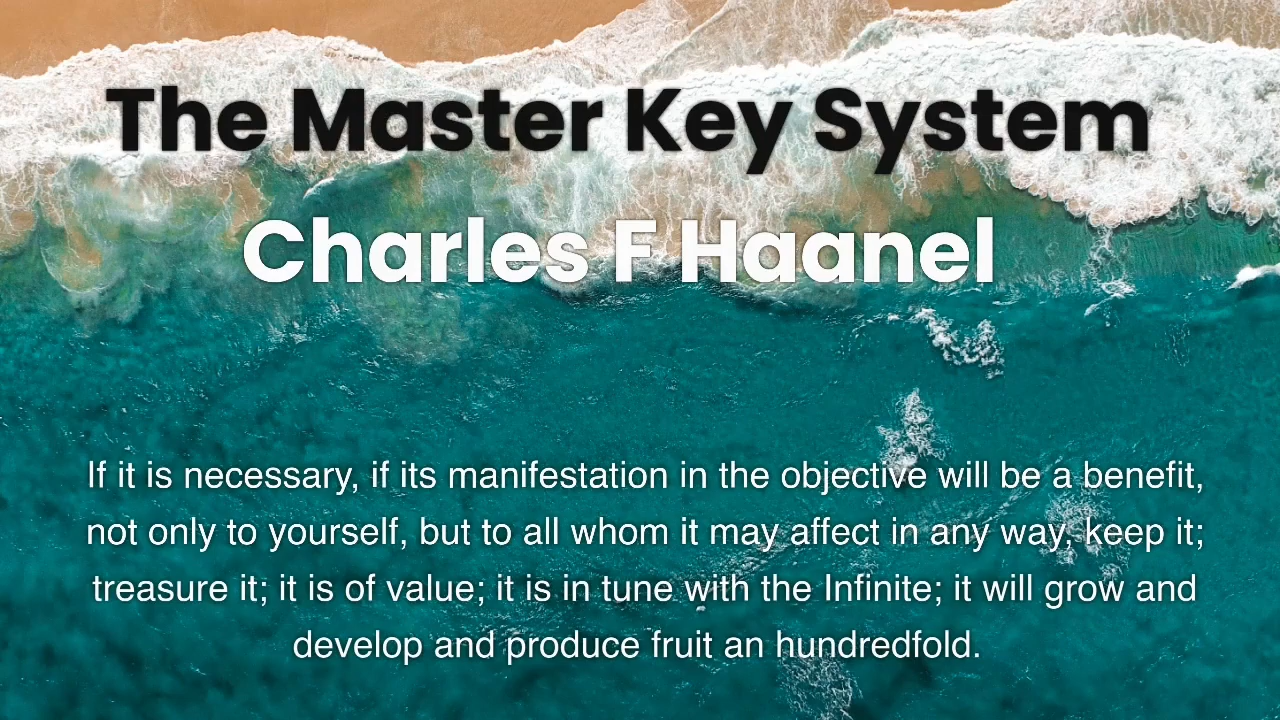 The Master Key System
Charles F Haanel
If it is necessary, if its manifestation in the objective will be a benefit,
not only to yourself, but to all whom it may affect in any way, keep it;
treasure it; it is of value; it is in tune with the Infinite; it will grow and
develop and produce fruit an hundredfold.